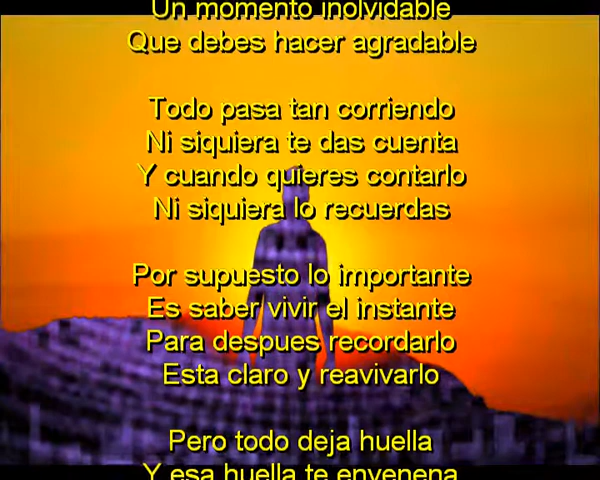 Un momento inolvidable
Que debes hacer agradable
Todo pasa tan corriendo
Ni siquiera te das cuenta
Y cuando quieres contarlo
Ni siquiera lo recuerdas
Por supuesto lo importante
Es saber vivir el instante
Para despues recordarlo
Esta claro y reavivarlo
Pero todo deja huella
Y esa huella te envenena